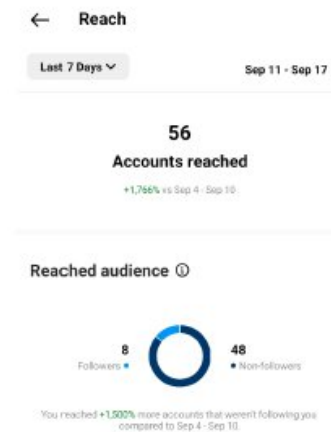 ← Reach
Last 7 Days
Sep 11 - Sep 17
56
Accounts reached
+1,766% vs Sep 4 - Sep 10
Reached audience
8
48
Followers
Non-followers
You reached +1,500% more accounts that weren't following you
compared to Sep 4 - Sep 10.